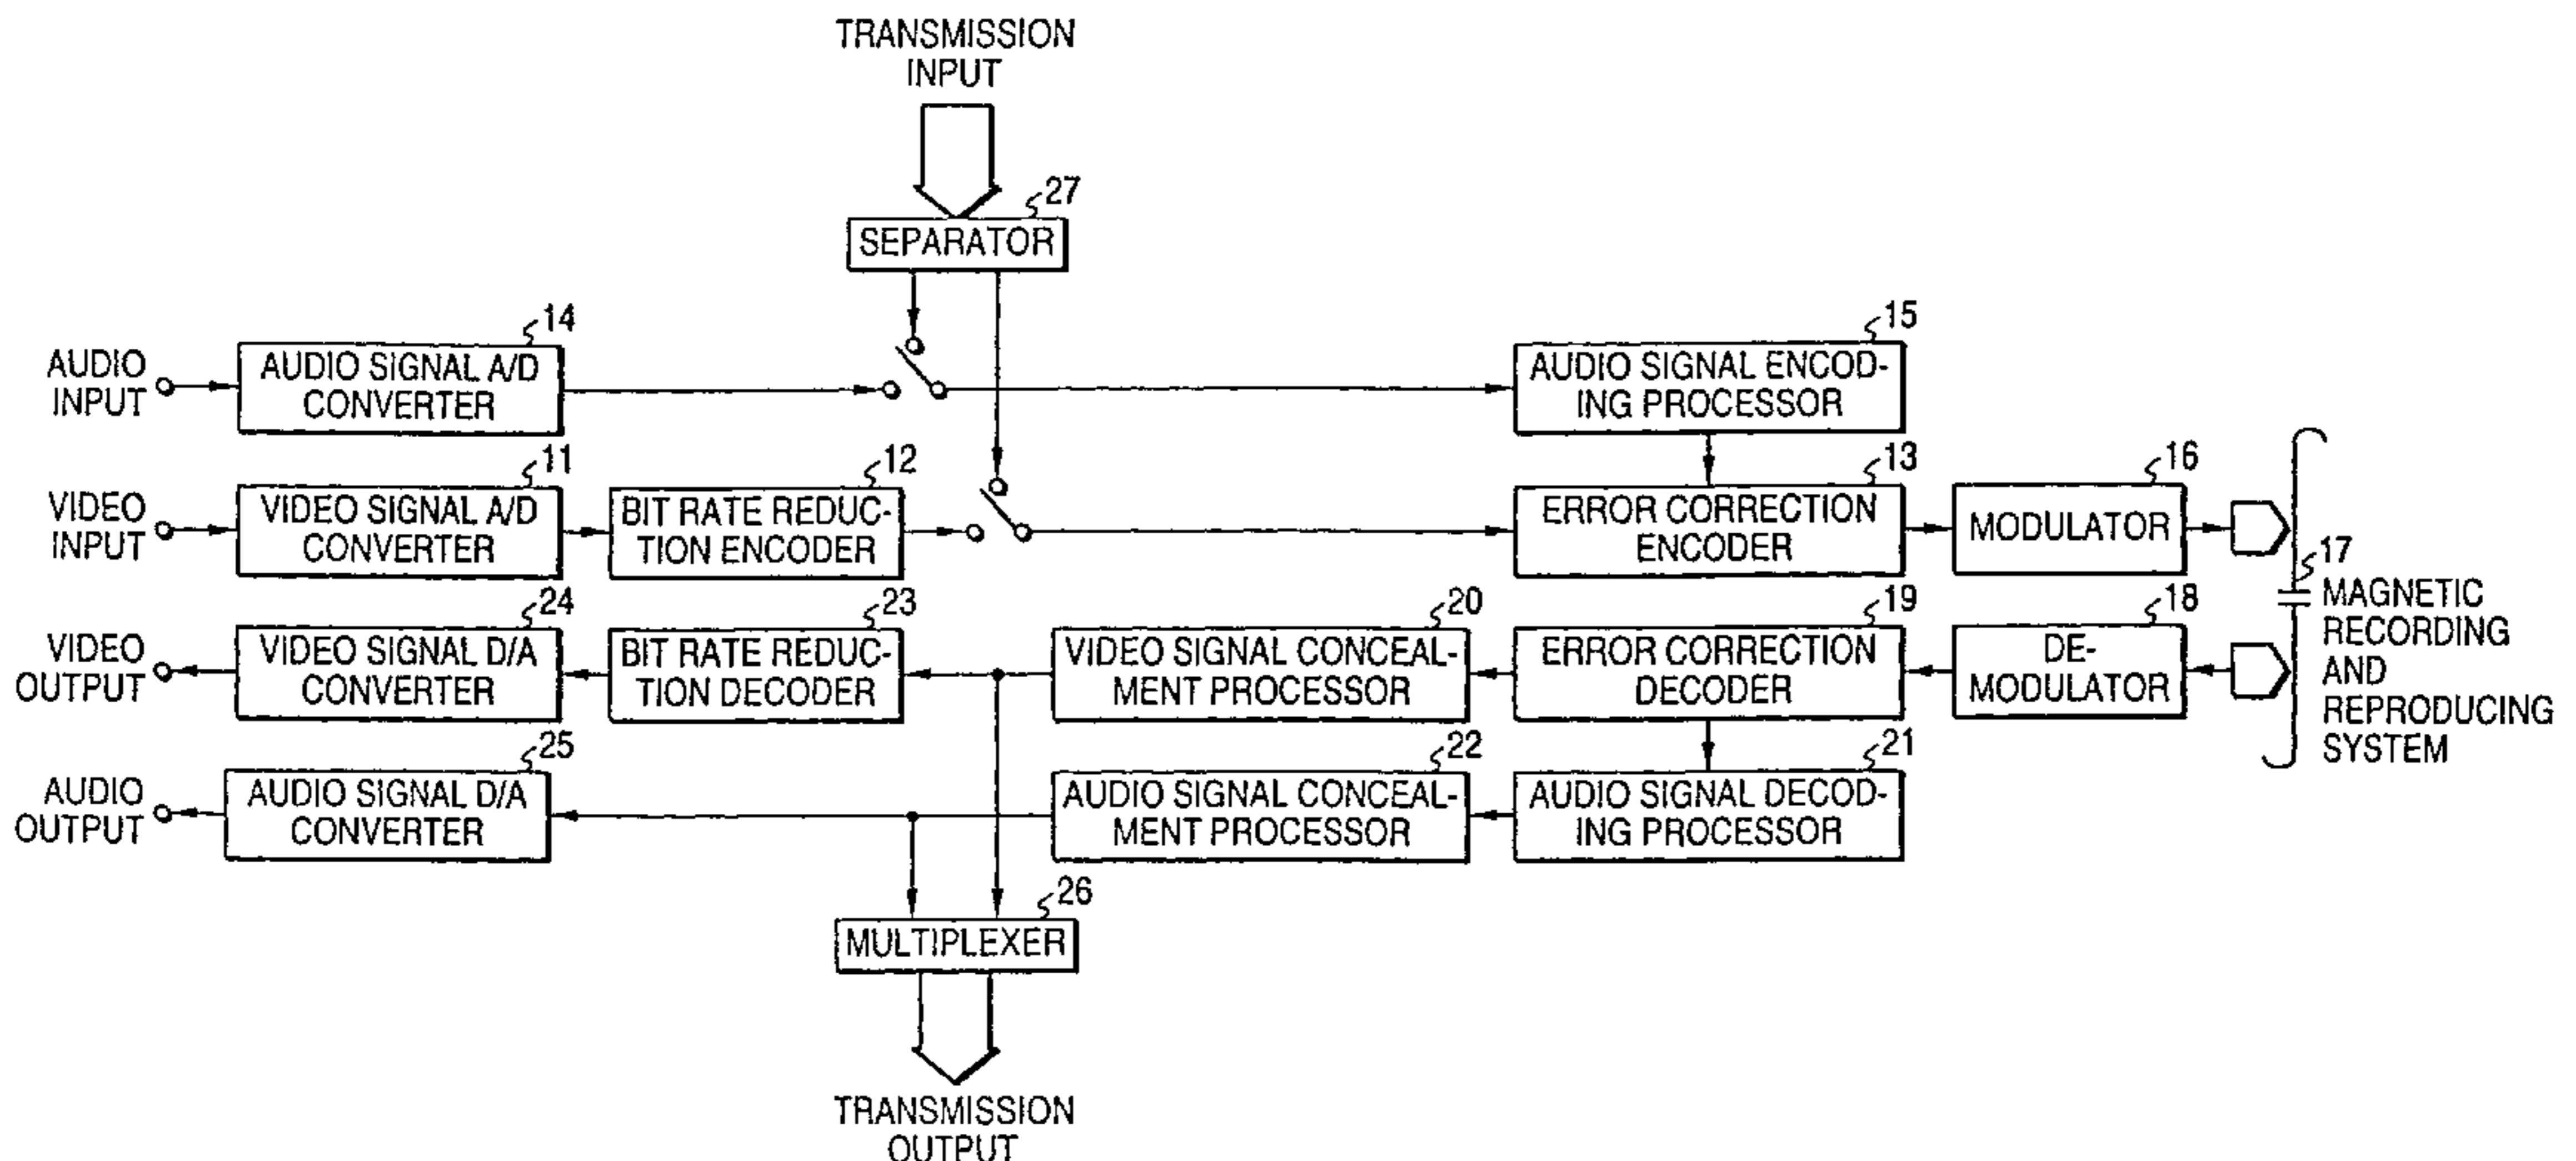 TRANSMISSION
INPUT
27
SEPARATOR
14
AUDIO
INPUT
AUDIO SIGNAL A/D
CONVERTER
15
AUDIO SIGNAL ENCOD-
ING PROCESSOR
11
VIDEO
INPUT
VIDEO SIGNAL A/D
CONVERTER
12
BIT RATE REDUC-
TION ENCODER
13
ERROR CORRECTION
ENCODER
16
MODULATOR
17
MAGNETIC
RECORDING
AND
REPRODUCING
SYSTEM
24
VIDEO
OUTPUT
VIDEO SIGNAL D/A
CONVERTER
23
BIT RATE REDUC-
TION DECODER
20
VIDEO SIGNAL CONCEAL-
MENT PROCESSOR
19
ERROR CORRECTION
DECODER
18
DE-
MODULATOR
25
AUDIO
OUTPUT
AUDIO SIGNAL D/A
CONVERTER
22
AUDIO SIGNAL CONCEAL-
MENT PROCESSOR
21
AUDIO SIGNAL DECOD-
ING PROCESSOR
26
MULTIPLEXER
TRANSMISSION
OUTPUT